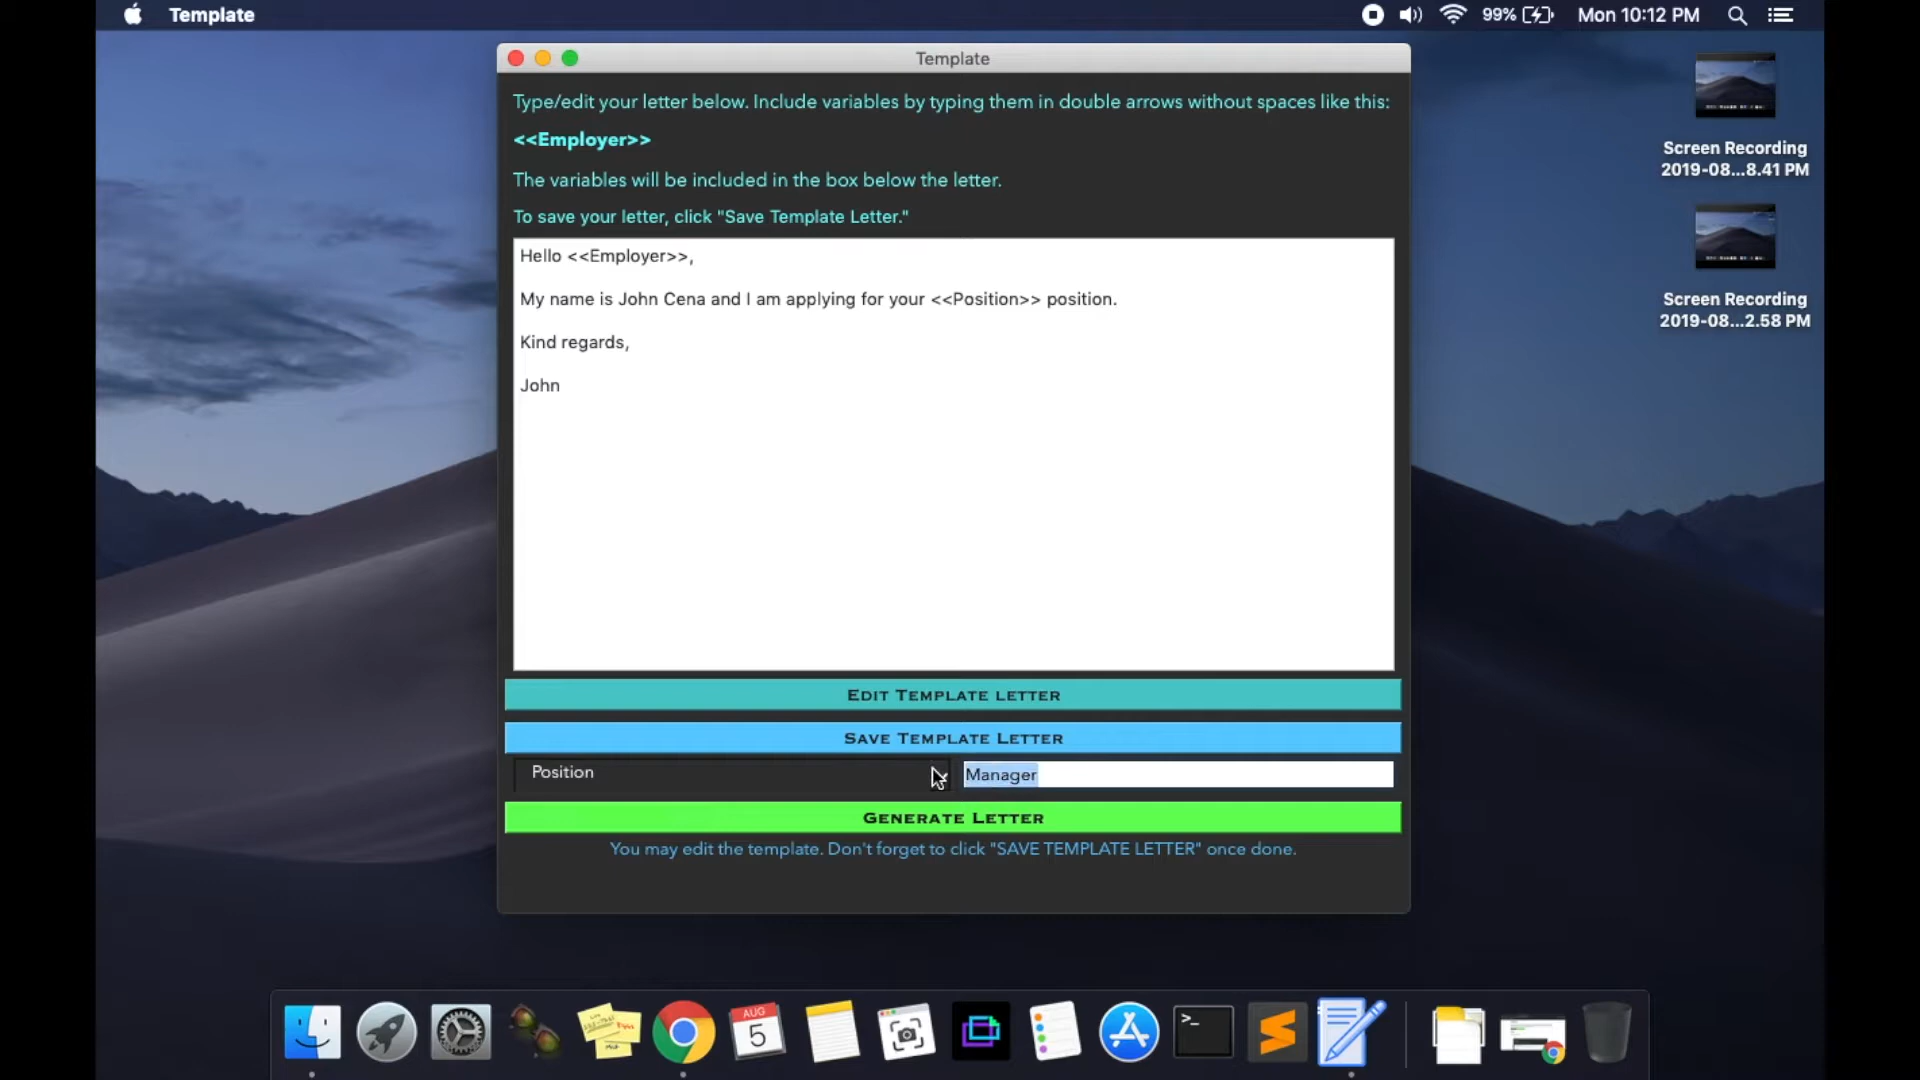 Template
99%
Mon 10:12 PM
Template
Type/edit your letter below. Include variables by typing them in double arrows without spaces like this:
<<Employer>>
The variables will be included in the box below the letter.
To save your letter, click "Save Template Letter."
Hello <<Employer>>,
My name is John Cena and I am applying for your <<Position>> position.
Kind regards,
John
EDIT TEMPLATE LETTER
SAVE TEMPLATE LETTER
Position
Manager
GENERATE LETTER
You may edit the template. Don't forget to click "SAVE TEMPLATE LETTER" once done.
Screen Recording
2019-08...8.41 PM
Screen Recording
2019-08...2.58 PM
AUG
5
>_